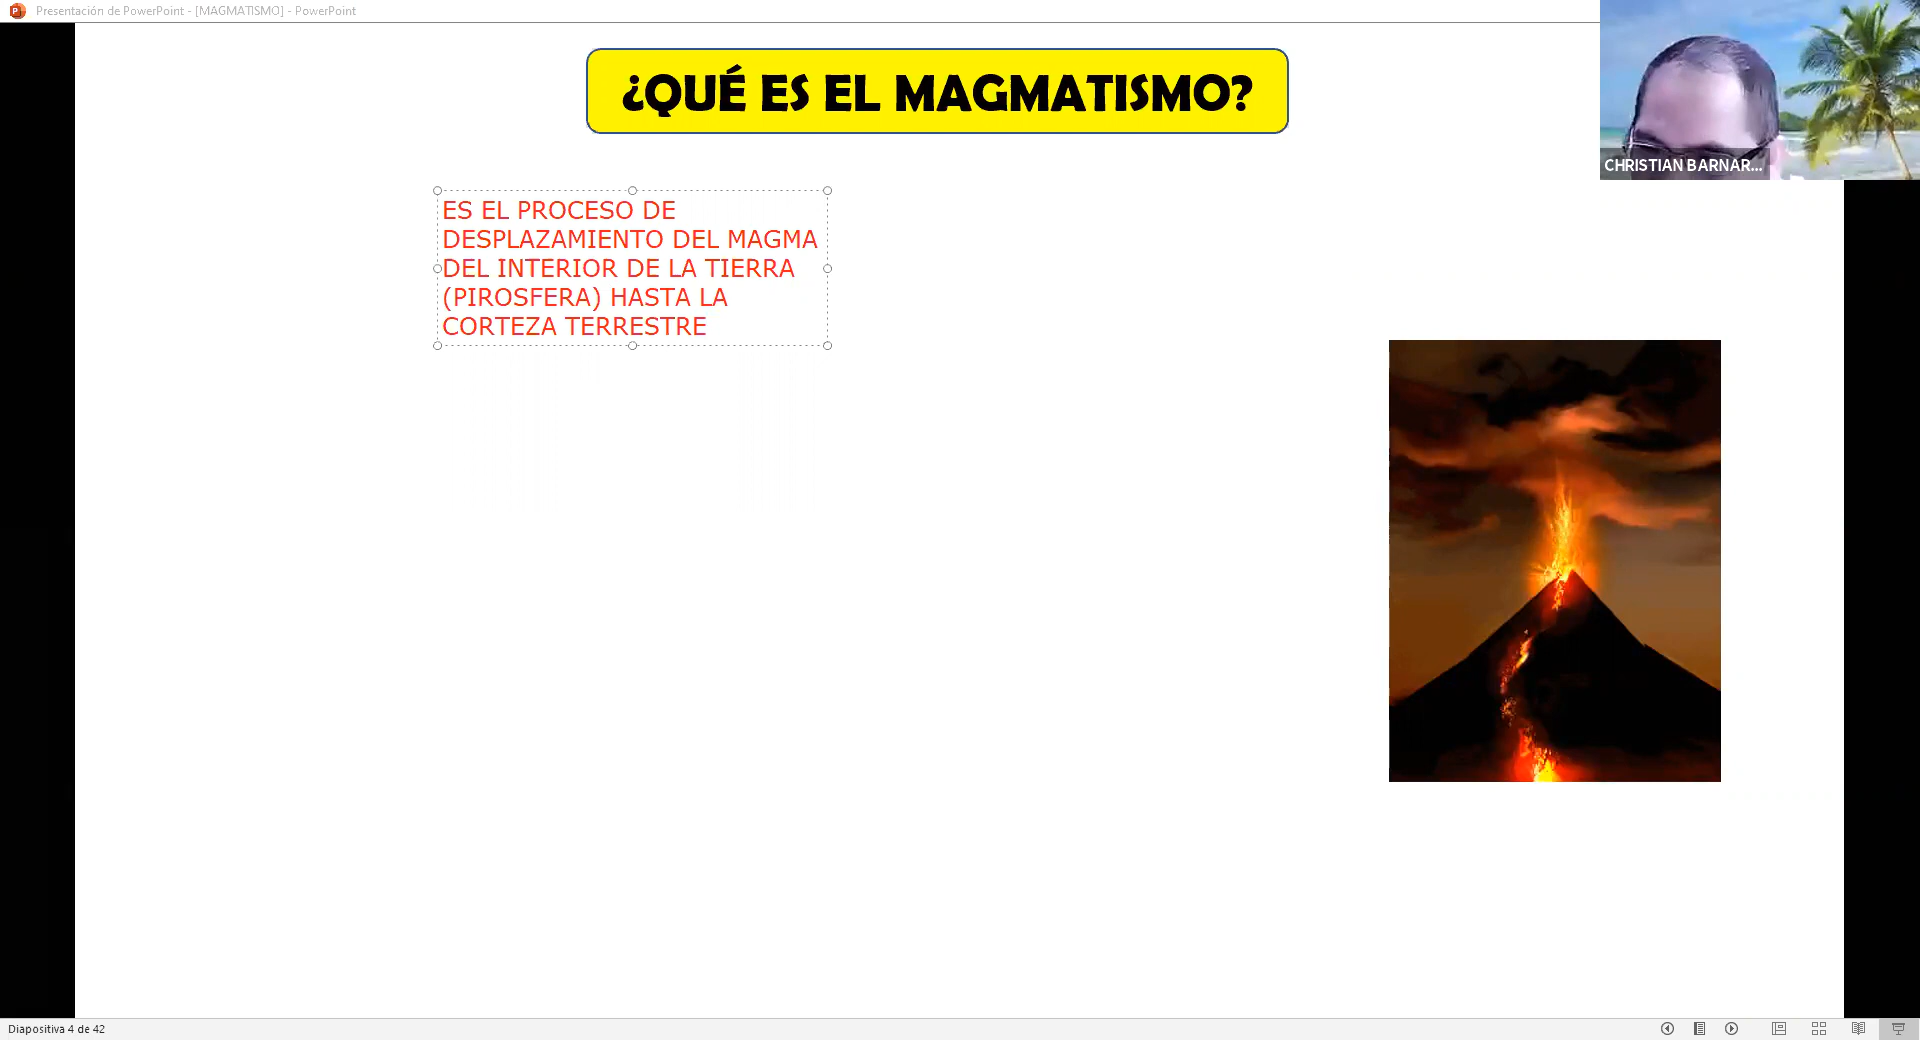 Presentación de PowerPoint - [MAGMATISMO] - PowerPoint
¿QUÉ ES EL MAGMATISMO?
CHRISTIAN BARNAR...
ES EL PROCESO DE
DESPLAZAMIENTO DEL MAGMA
DEL INTERIOR DE LA TIERRA
(PIROSFERA) HASTA LA
CORTEZA TERRESTRE
Diapositiva 4 de 42